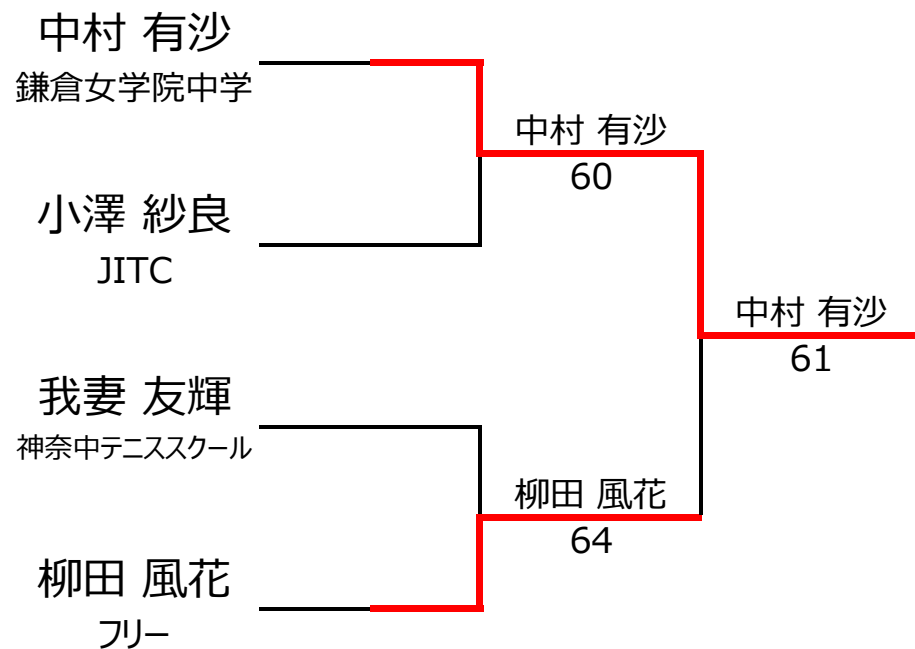 中村 有沙
鎌倉女学院中学
小澤 紗良
JITC
我妻 友輝
神奈中テニススクール
柳田 風花
フリー
中村 有沙
60
柳田 風花
64
中村 有沙
61